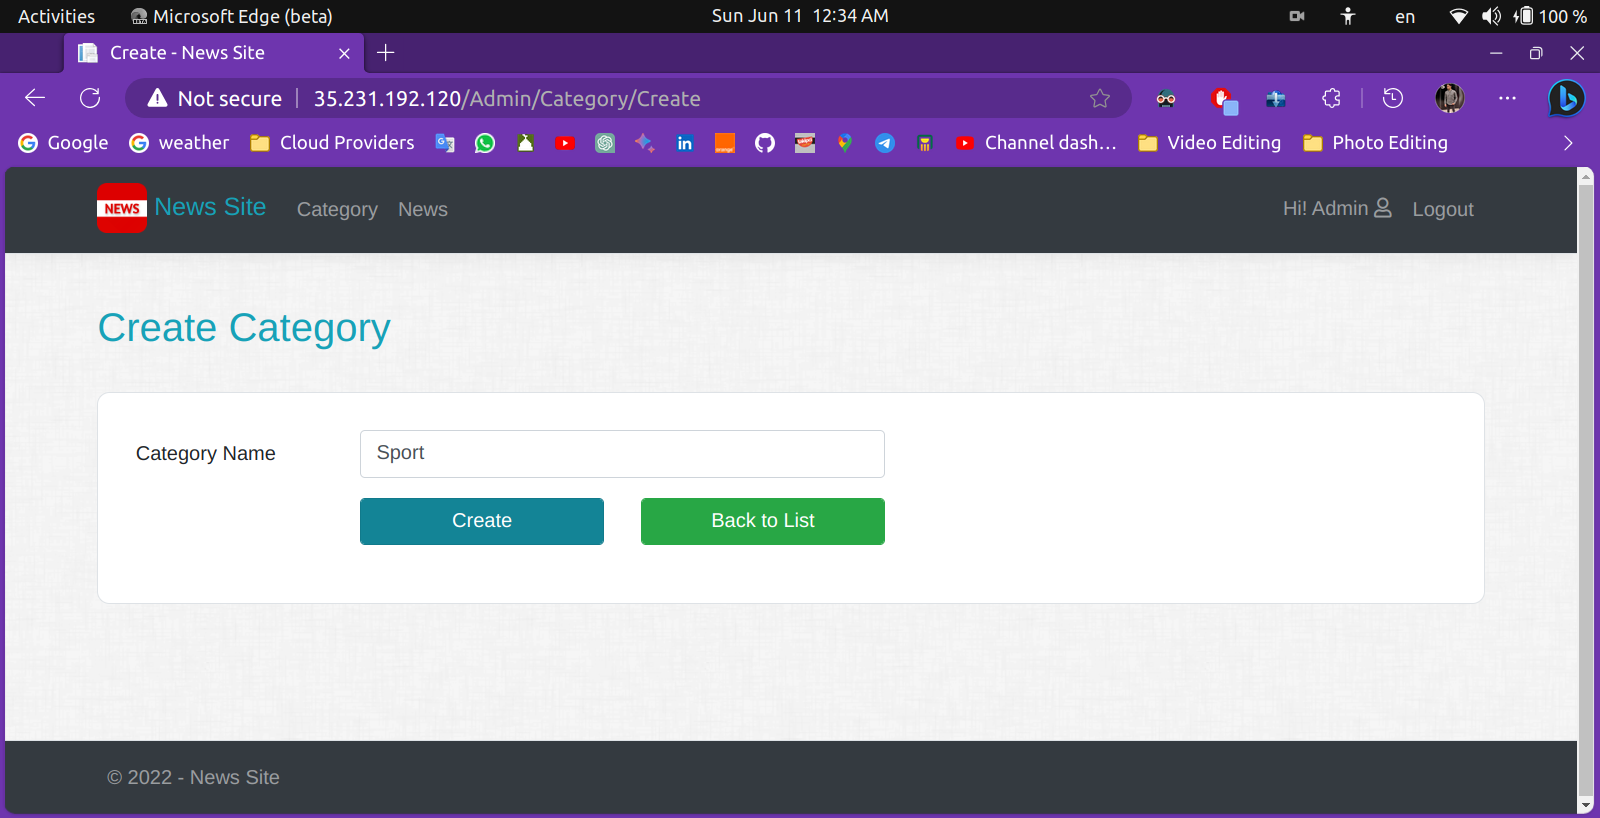 Activities Microsoft Edge (beta) Sun Jun 11 12:34 AM en 100 %
Create - News Site
Not secure 35.231.192.120/Admin/Category/Create
Google weather Cloud Providers Channel dash... Video Editing Photo Editing
NEWS News Site Category News Hi! Admin Logout
Create Category
Category Name Sport
Create Back to List
© 2022 - News Site